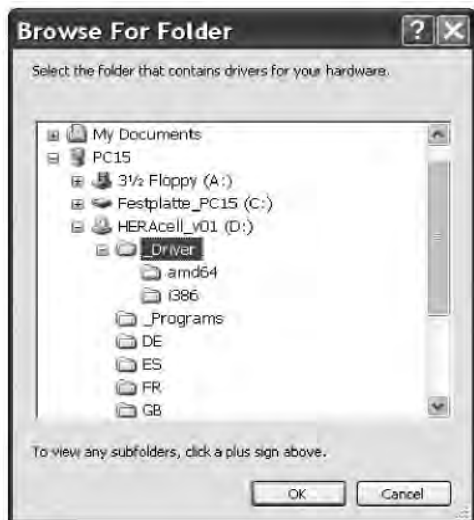 Browse For Folder
Select the folder that contains drivers for your hardware.
My Documents
PC15
3½ Floppy (A:)
Festplatte_PC15 (C:)
HERAcell_v01 (D:)
_Driver
amd64
i386
_Programs
DE
ES
FR
GB
To view any subfolders, click a plus sign above.
OK
Cancel